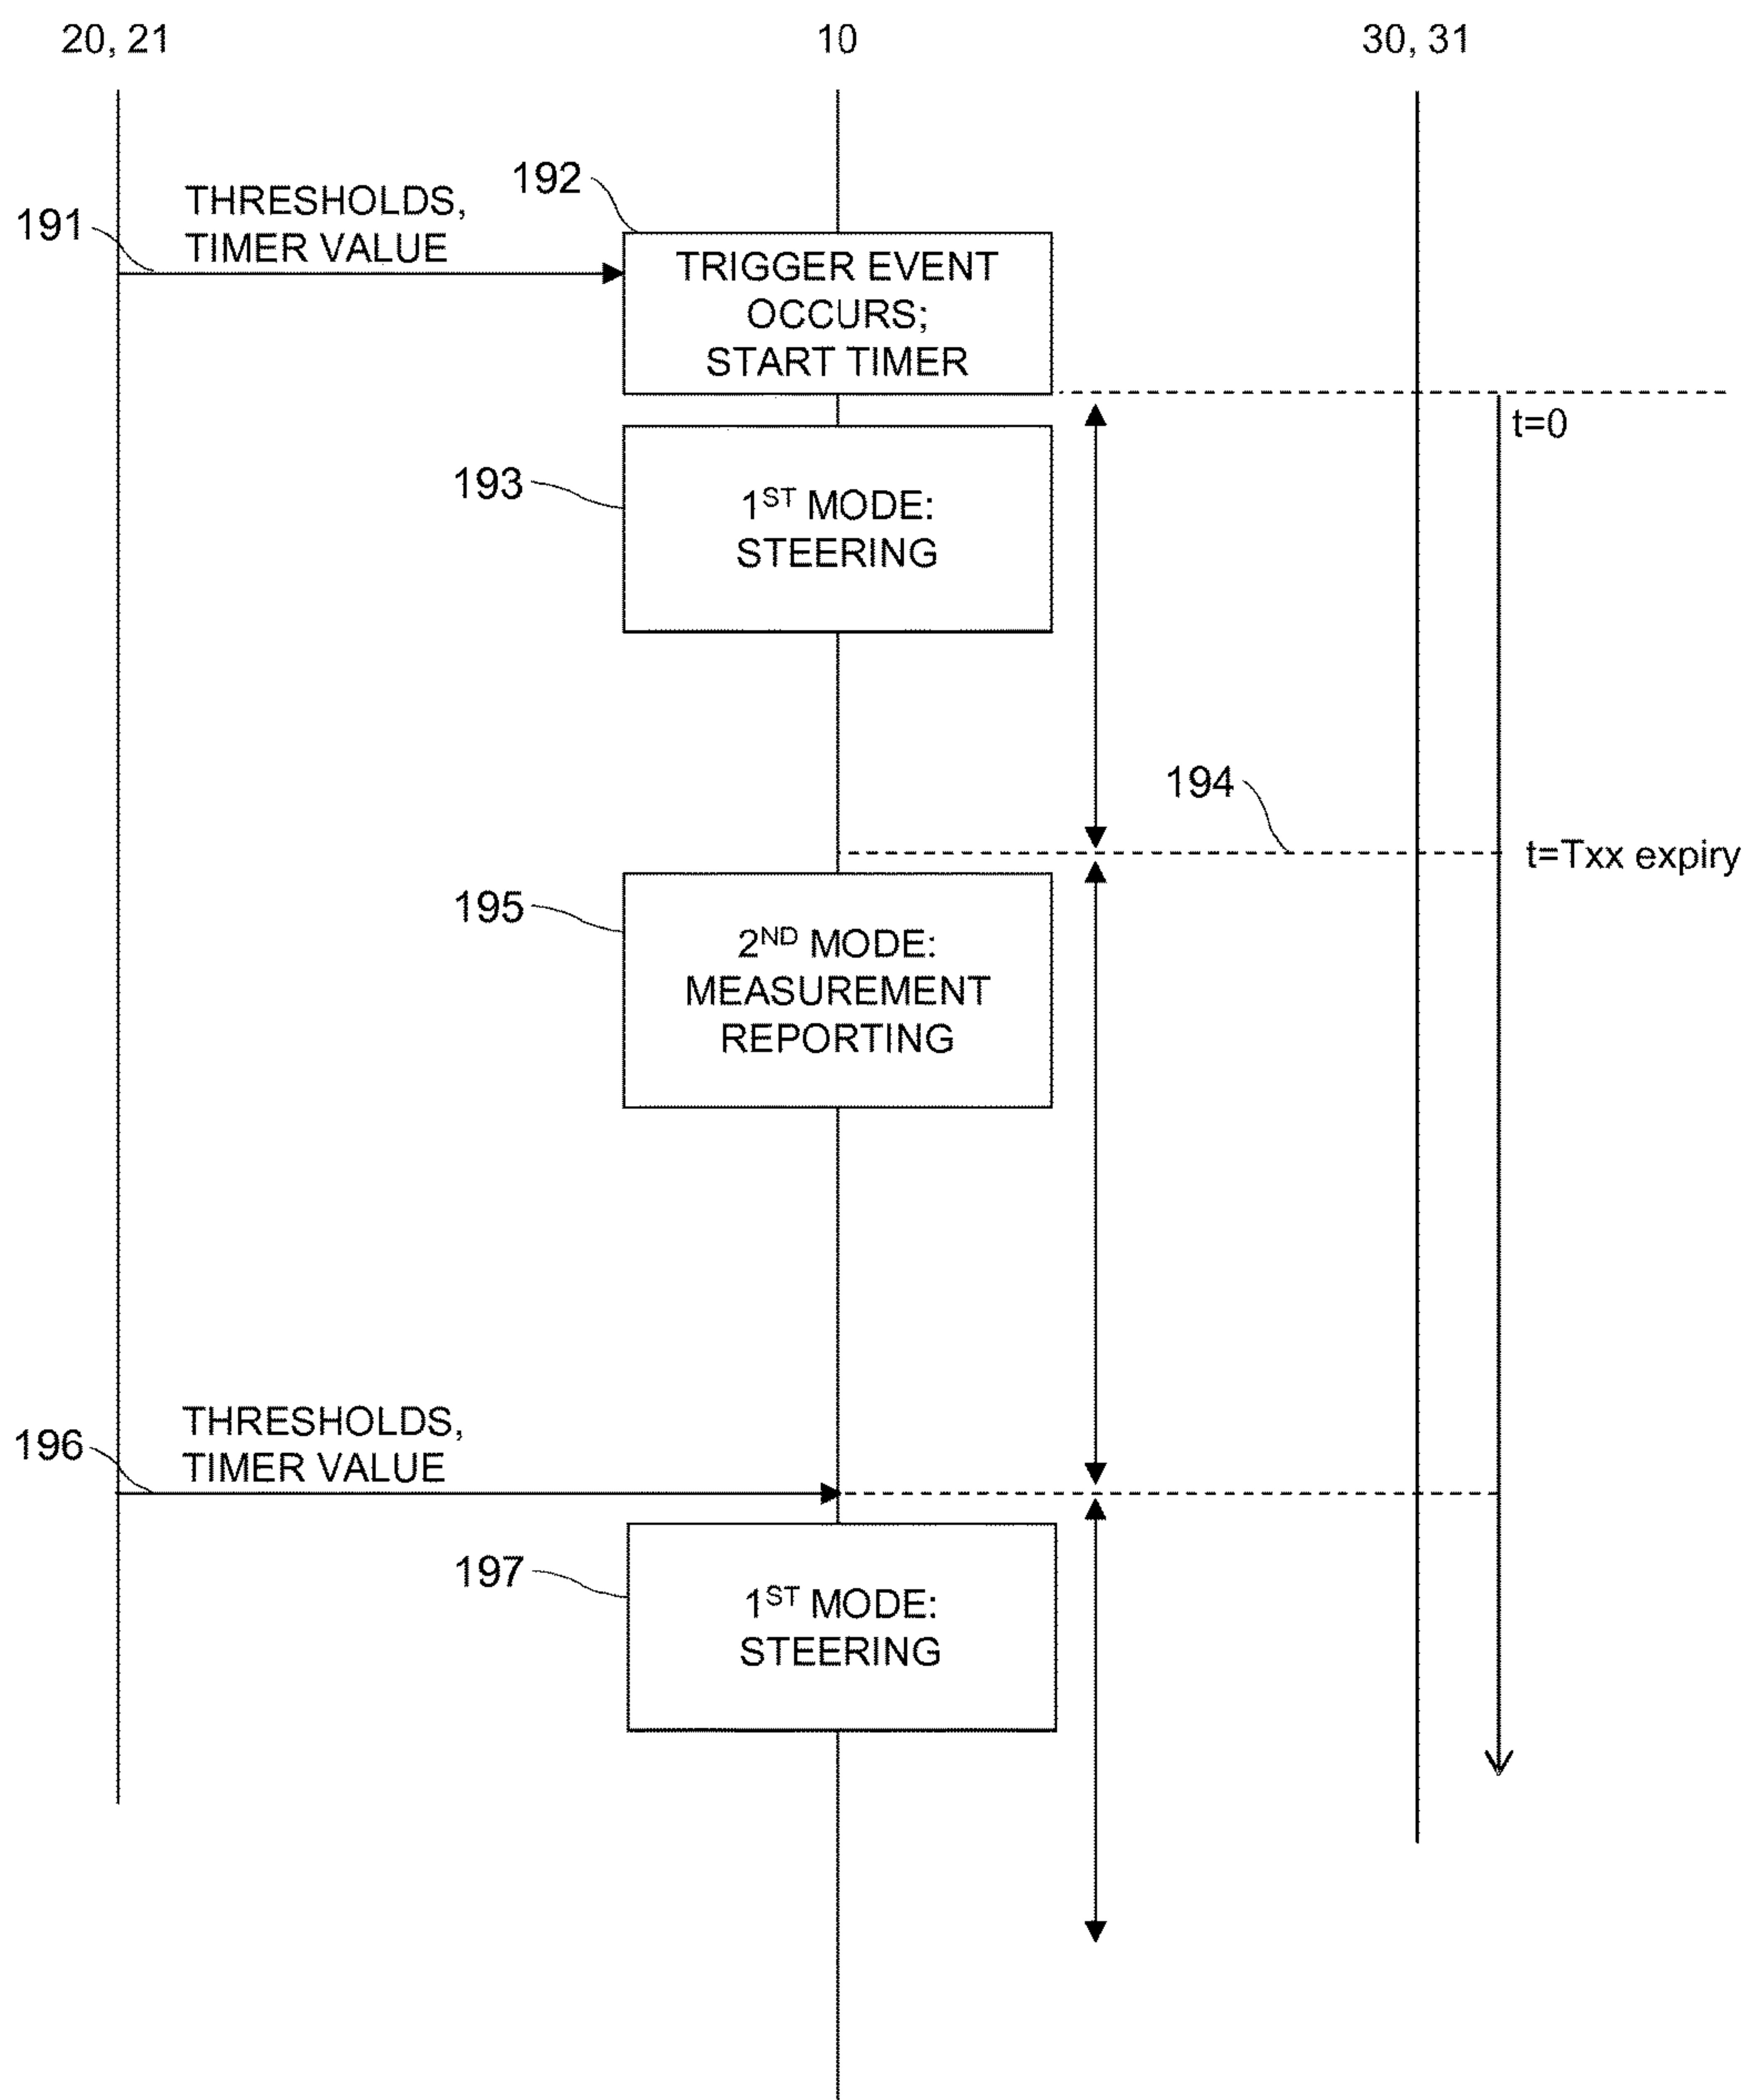 20, 21
10
30, 31
191
THRESHOLDS,
TIMER VALUE
192
TRIGGER EVENT
OCCURS;
START TIMER
t=0
193
1ST MODE:
STEERING
194
t=Txx expiry
195
2ND MODE:
MEASUREMENT
REPORTING
196
THRESHOLDS,
TIMER VALUE
197
1ST MODE:
STEERING